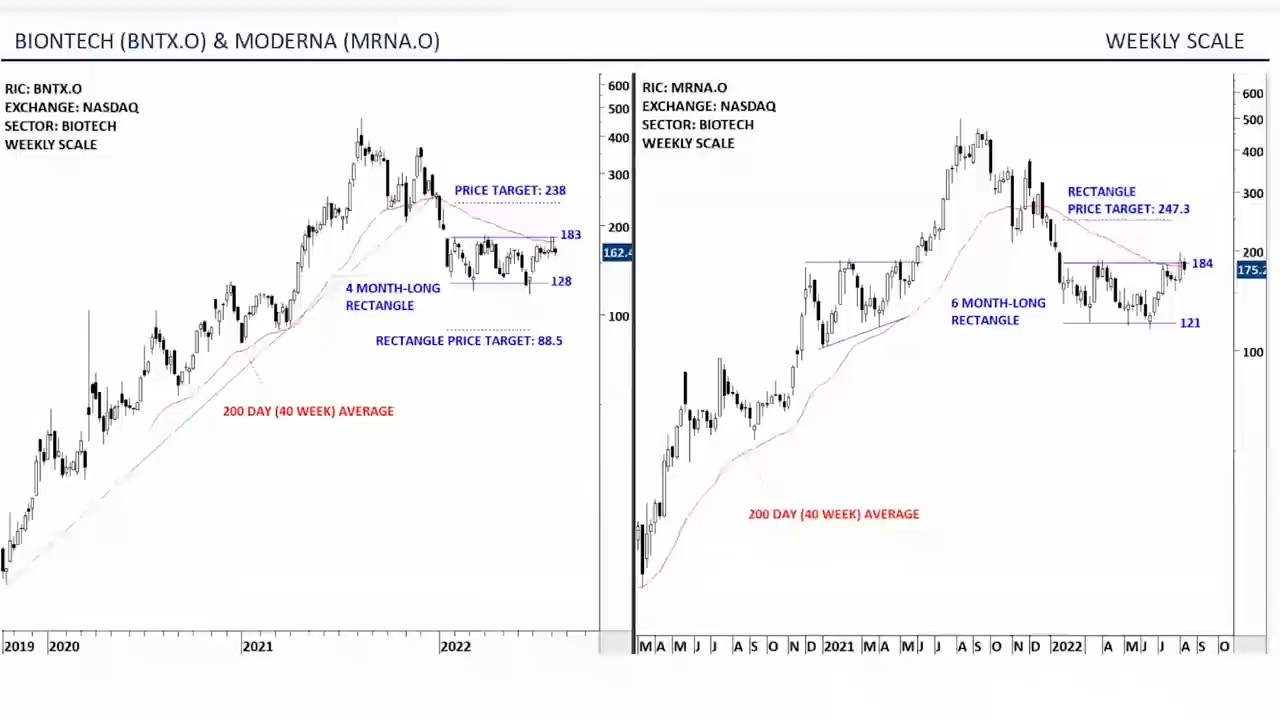 BIONTECH (BNTX.O) & MODERNA (MRNA.O)
WEEKLY SCALE
RIC: BNTX.O
EXCHANGE: NASDAQ
SECTOR: BIOTECH
WEEKLY SCALE
600
500
400
300
200
100
PRICE TARGET: 238
183
162.4
128
4 MONTH-LONG
RECTANGLE
RECTANGLE PRICE TARGET: 88.5
200 DAY (40 WEEK) AVERAGE
2019 2020 2021 2022
RIC: MRNA.O
EXCHANGE: NASDAQ
SECTOR: BIOTECH
WEEKLY SCALE
600
500
400
300
200
100
RECTANGLE
PRICE TARGET: 247.3
184
175.2
6 MONTH-LONG
RECTANGLE
121
200 DAY (40 WEEK) AVERAGE
M A M J J A S O N D 2021 M A M J J A S O N D 2022 A M J J A S O